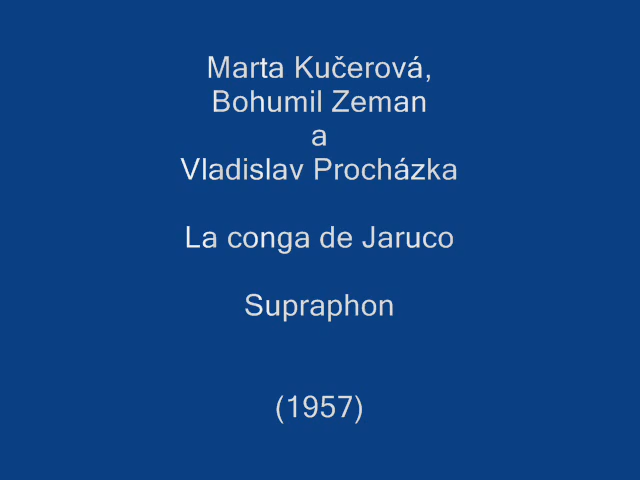 Marta Kučerová,
Bohumil Zeman
a
Vladislav Procházka
La conga de Jaruco
Supraphon
(1957)